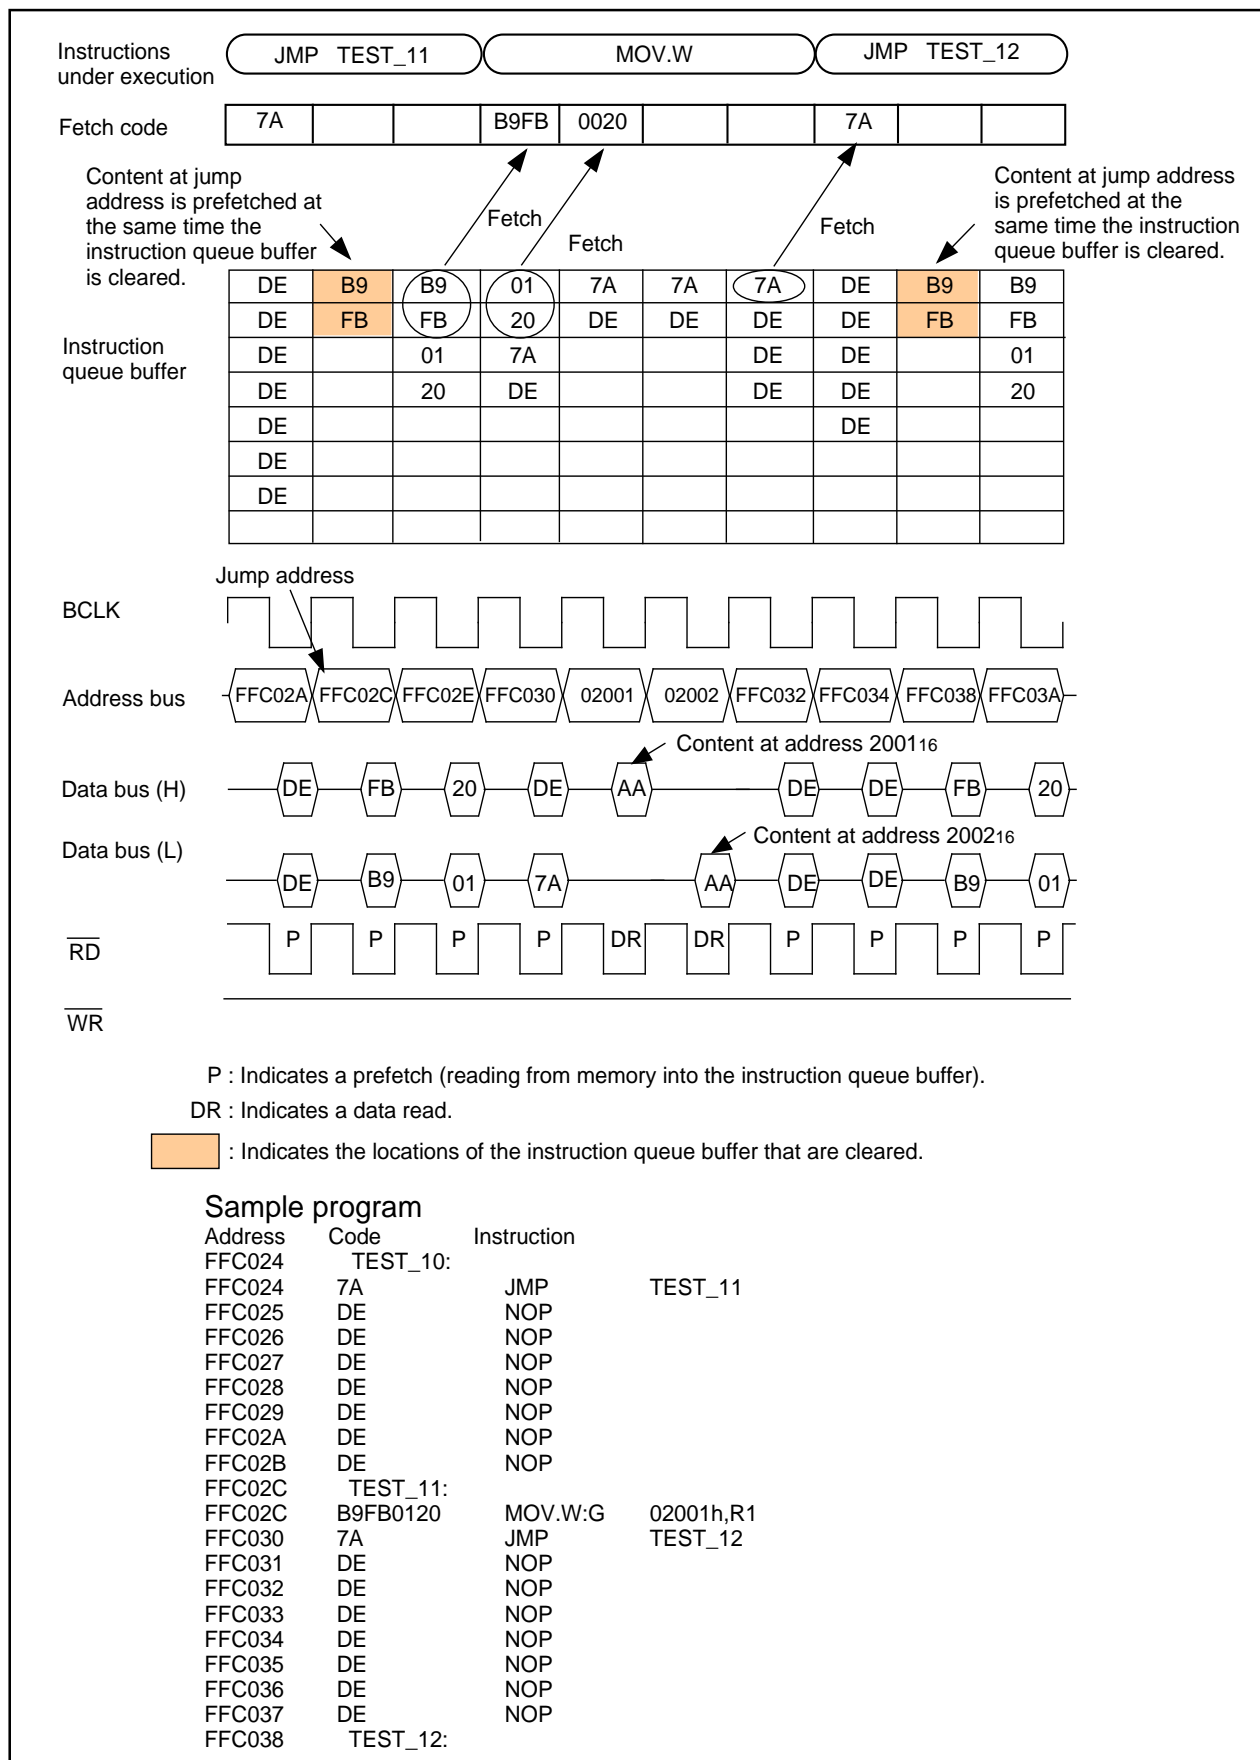 Instructions
under execution
JMP TEST_11 MOV.W JMP TEST_12
Fetch code
7A B9FB 0020 7A
Content at jump
address is prefetched at
the same time the
instruction queue buffer
is cleared.
Fetch
Fetch
Fetch
Content at jump address
is prefetched at the
same time the instruction
queue buffer is cleared.
Instruction
queue buffer
DE B9 B9 01 7A 7A 7A DE B9 B9
DE FB FB 20 DE DE DE DE FB FB
DE 01 7A DE DE 01
DE 20 DE DE DE 20
DE DE
DE
DE
Jump address
BCLK
Address bus
FFC02A FFC02C FFC02E FFC030 02001 02002 FFC032 FFC034 FFC038 FFC03A
Content at address 200116
Data bus (H)
DE FB 20 DE AA DE DE FB 20
Content at address 200216
Data bus (L)
DE B9 01 7A AA DE DE B9 01
RD
P P P P DR DR P P P P
WR
P : Indicates a prefetch (reading from memory into the instruction queue buffer).
DR : Indicates a data read.
: Indicates the locations of the instruction queue buffer that are cleared.
Sample program
Address Code Instruction
FFC024 TEST_10:
FFC024 7A JMP TEST_11
FFC025 DE NOP
FFC026 DE NOP
FFC027 DE NOP
FFC028 DE NOP
FFC029 DE NOP
FFC02A DE NOP
FFC02B DE NOP
FFC02C TEST_11:
FFC02C B9FB0120 MOV.W:G 02001h,R1
FFC030 7A JMP TEST_12
FFC031 DE NOP
FFC032 DE NOP
FFC033 DE NOP
FFC034 DE NOP
FFC035 DE NOP
FFC036 DE NOP
FFC037 DE NOP
FFC038 TEST_12: